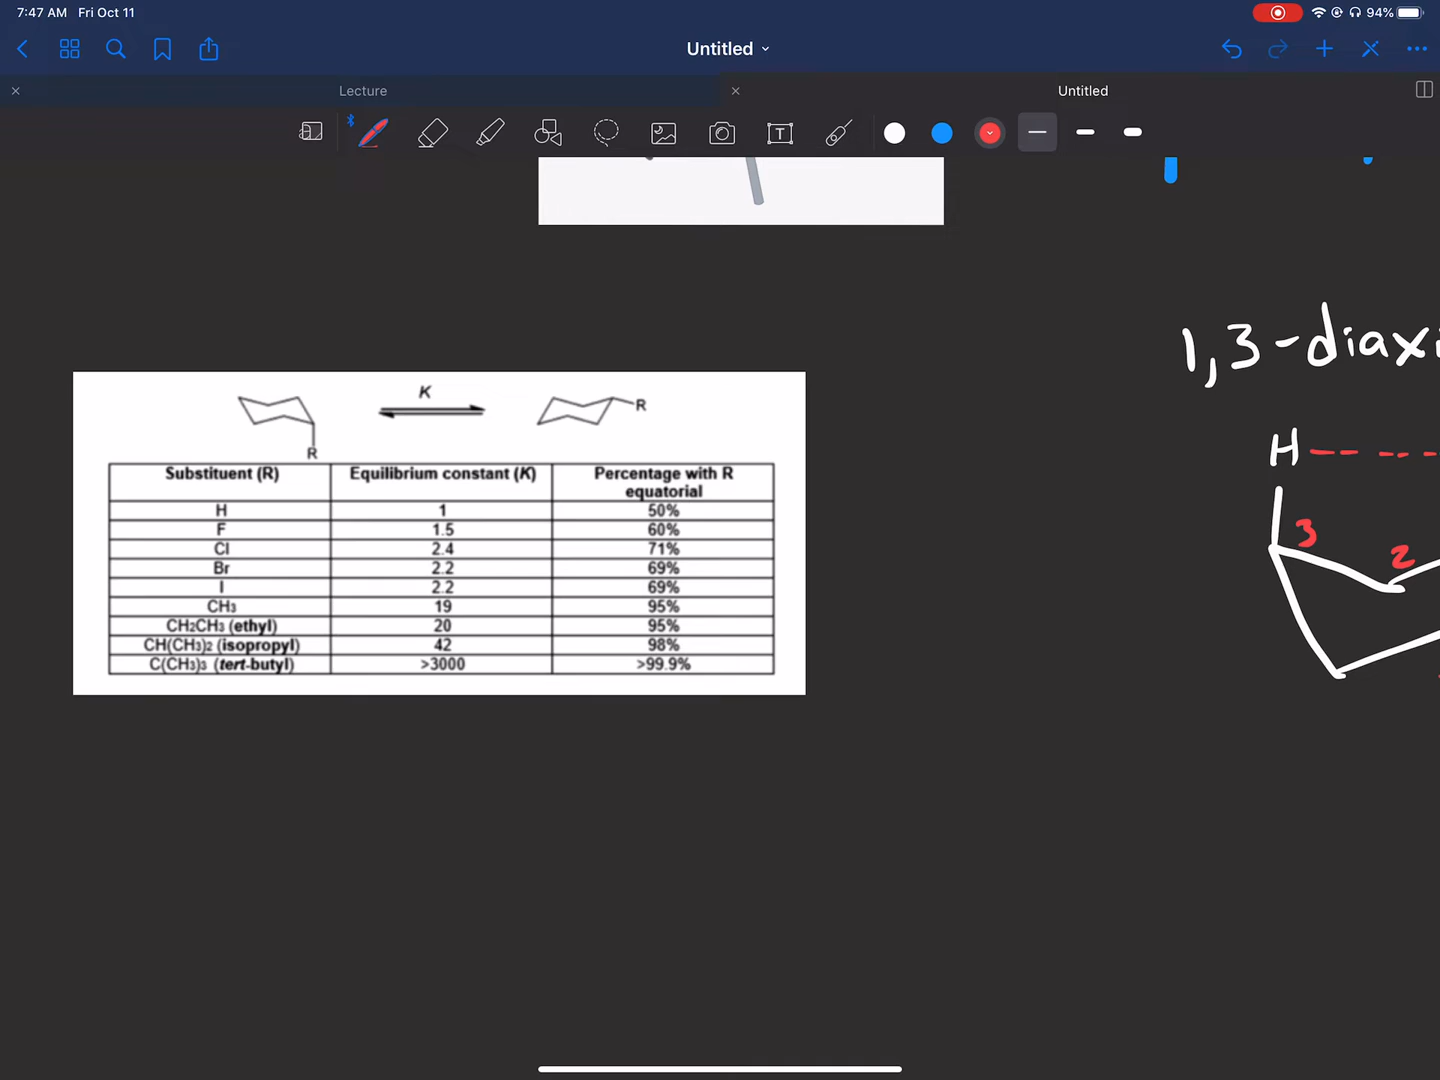 7:47 AM Fri Oct 11
94%
Untitled
Lecture
Untitled
T
1,3-diaxi
H
3
2
K
R
R
Substituent (R) Equilibrium constant (K) Percentage with R equatorial
H 1 50%
F 1.5 60%
Cl 2.4 71%
Br 2.2 69%
I 2.2 69%
CH3 19 95%
CH2CH3 (ethyl) 20 95%
CH(CH3)2 (isopropyl) 42 98%
C(CH3)3 (tert-butyl) >3000 >99.9%